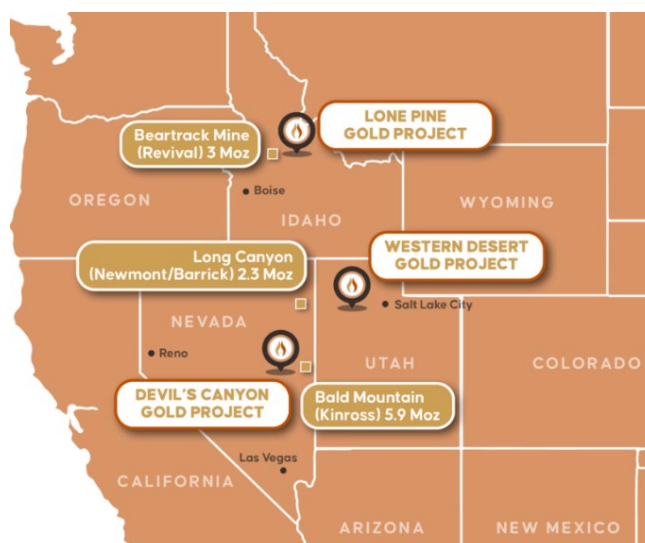 LONE PINE
GOLD PROJECT
Beartrack Mine
(Revival) 3 Moz
Boise
OREGON
IDAHO
WYOMING
Long Canyon
(Newmont/Barrick) 2.3 Moz
WESTERN DESERT
GOLD PROJECT
Salt Lake City
NEVADA
Reno
UTAH
COLORADO
DEVIL'S CANYON
GOLD PROJECT
Bald Mountain
(Kinross) 5.9 Moz
Las Vegas
CALIFORNIA
ARIZONA
NEW MEXICO